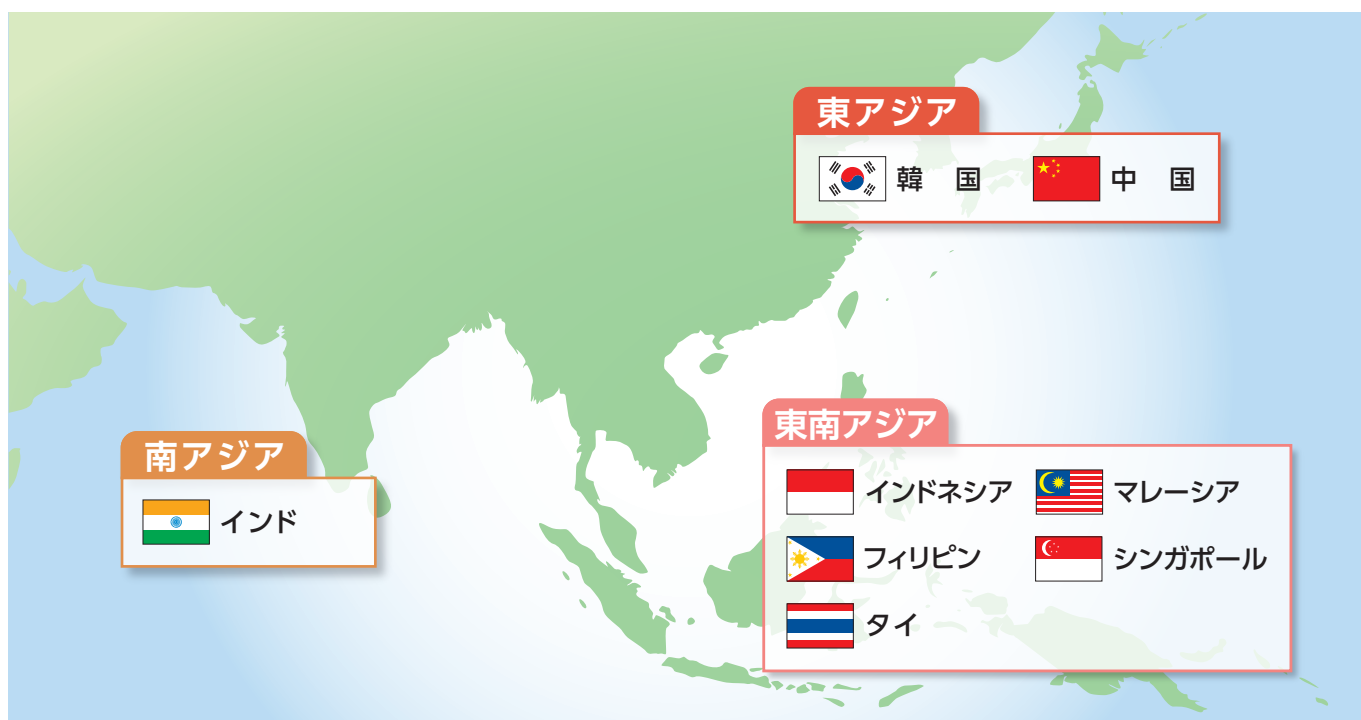 東アジア
韓　国　中　国
南アジア
インド
東南アジア
インドネシア　マレーシア
フィリピン　シンガポール
タイ